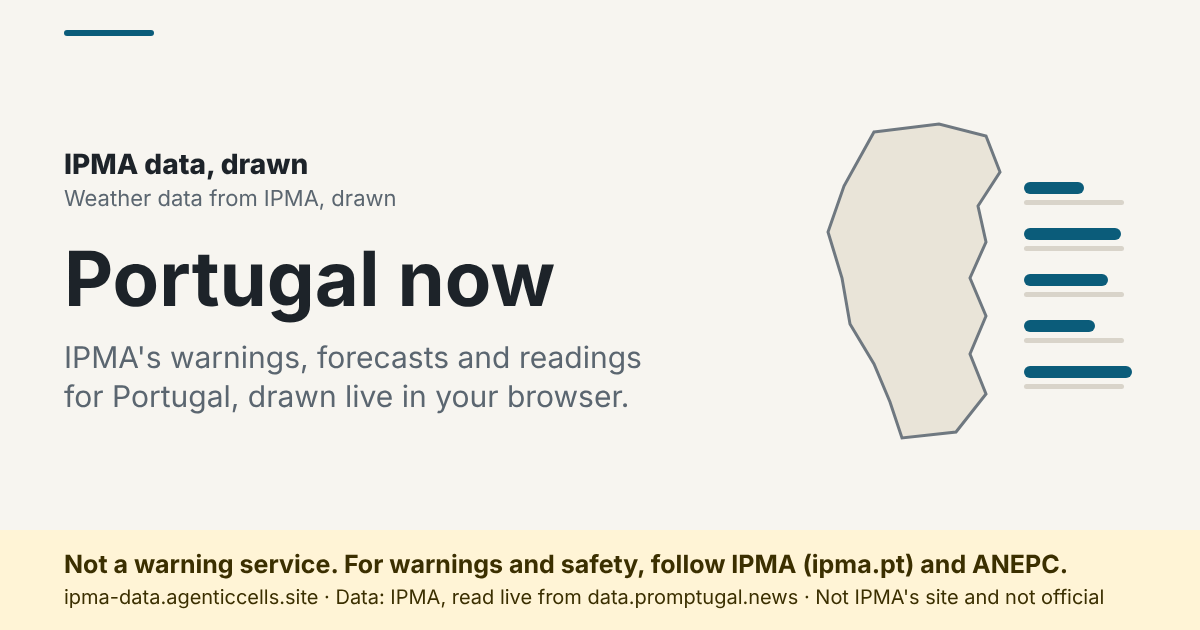 IPMA data, drawn
Weather data from IPMA, drawn
Portugal now
IPMA's warnings, forecasts and readings
for Portugal, drawn live in your browser.
Not a warning service. For warnings and safety, follow IPMA (ipma.pt) and ANEPC.
ipma-data.agenticcells.site · Data: IPMA, read live from data.promptugal.news · Not IPMA's site and not official